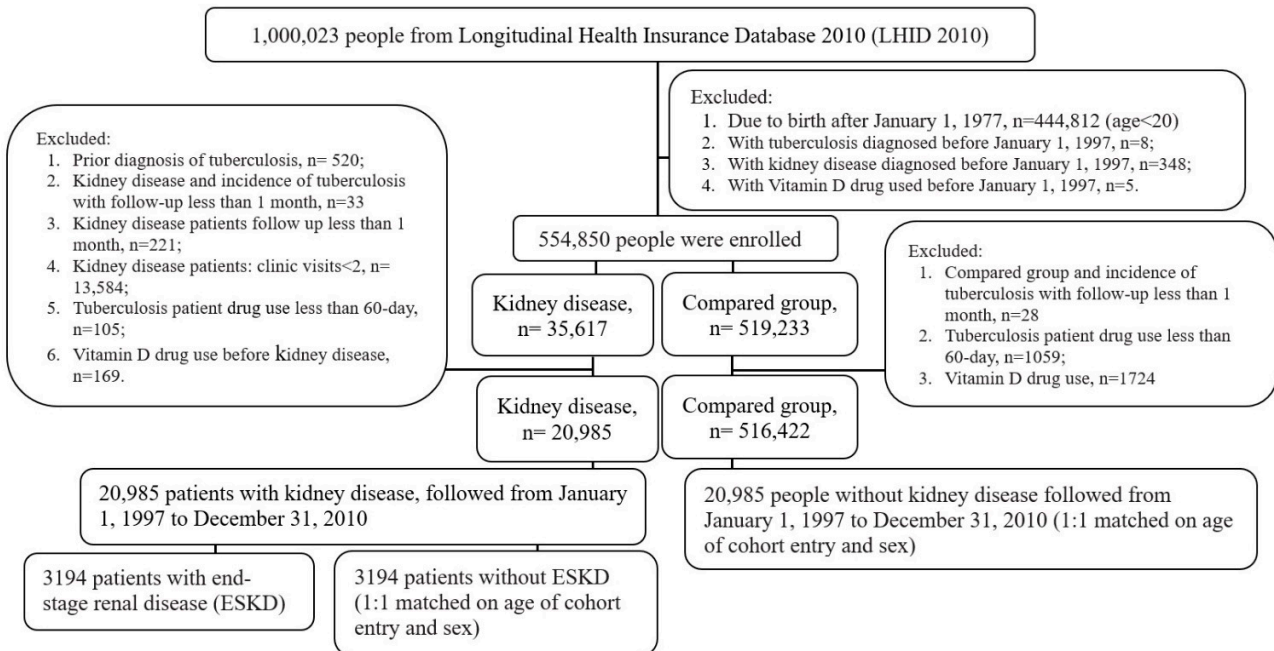 1,000,023 people from Longitudinal Health Insurance Database 2010 (LHID 2010)
Excluded:
1. Due to birth after January 1, 1977, n=444,812 (age<20)
2. With tuberculosis diagnosed before January 1, 1997, n=8;
3. With kidney disease diagnosed before January 1, 1997, n=348;
4. With Vitamin D drug used before January 1, 1997, n=5.
Excluded:
1. Prior diagnosis of tuberculosis, n= 520;
2. Kidney disease and incidence of tuberculosis
with follow-up less than 1 month, n=33
3. Kidney disease patients follow up less than 1
month, n=221;
4. Kidney disease patients: clinic visits<2, n=
13,584;
5. Tuberculosis patient drug use less than 60-day,
n=105;
6. Vitamin D drug use before kidney disease,
n=169.
554,850 people were enrolled
Excluded:
1. Compared group and incidence of
tuberculosis with follow-up less than 1
month, n=28
2. Tuberculosis patient drug use less than
60-day, n=1059;
3. Vitamin D drug use, n=1724
Kidney disease,
n= 35,617
Compared group,
n= 519,233
Kidney disease,
n= 20,985
Compared group,
n= 516,422
20,985 patients with kidney disease, followed from January
1, 1997 to December 31, 2010
20,985 people without kidney disease followed from
January 1, 1997 to December 31, 2010 (1:1 matched on age
of cohort entry and sex)
3194 patients with end-
stage renal disease (ESKD)
3194 patients without ESKD
(1:1 matched on age of cohort
entry and sex)